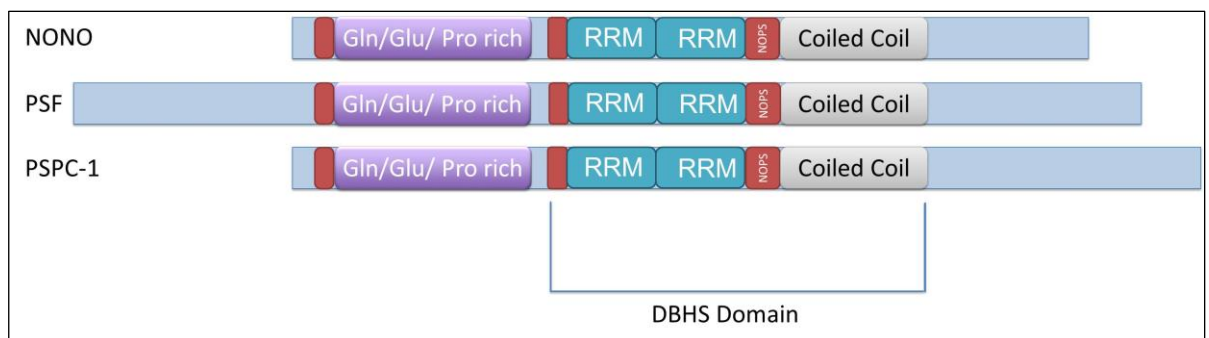 NONO Gln/Glu/ Pro rich RRM RRM NOPS Coiled Coil
PSF Gln/Glu/ Pro rich RRM RRM NOPS Coiled Coil
PSPC-1 Gln/Glu/ Pro rich RRM RRM NOPS Coiled Coil
DBHS Domain